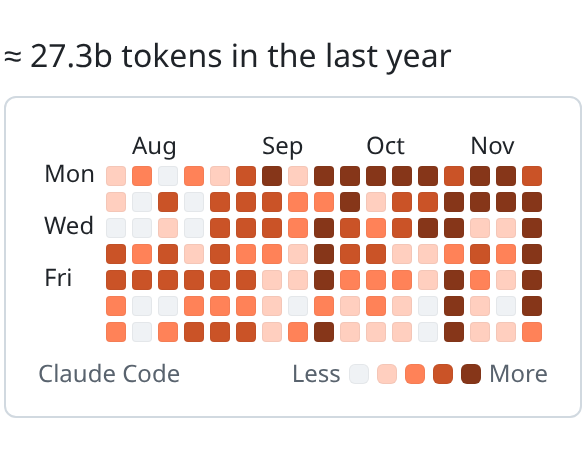 ≈ 27.3b tokens in the last year
Aug Sep Oct Nov
Mon
Wed
Fri
Claude Code Less More